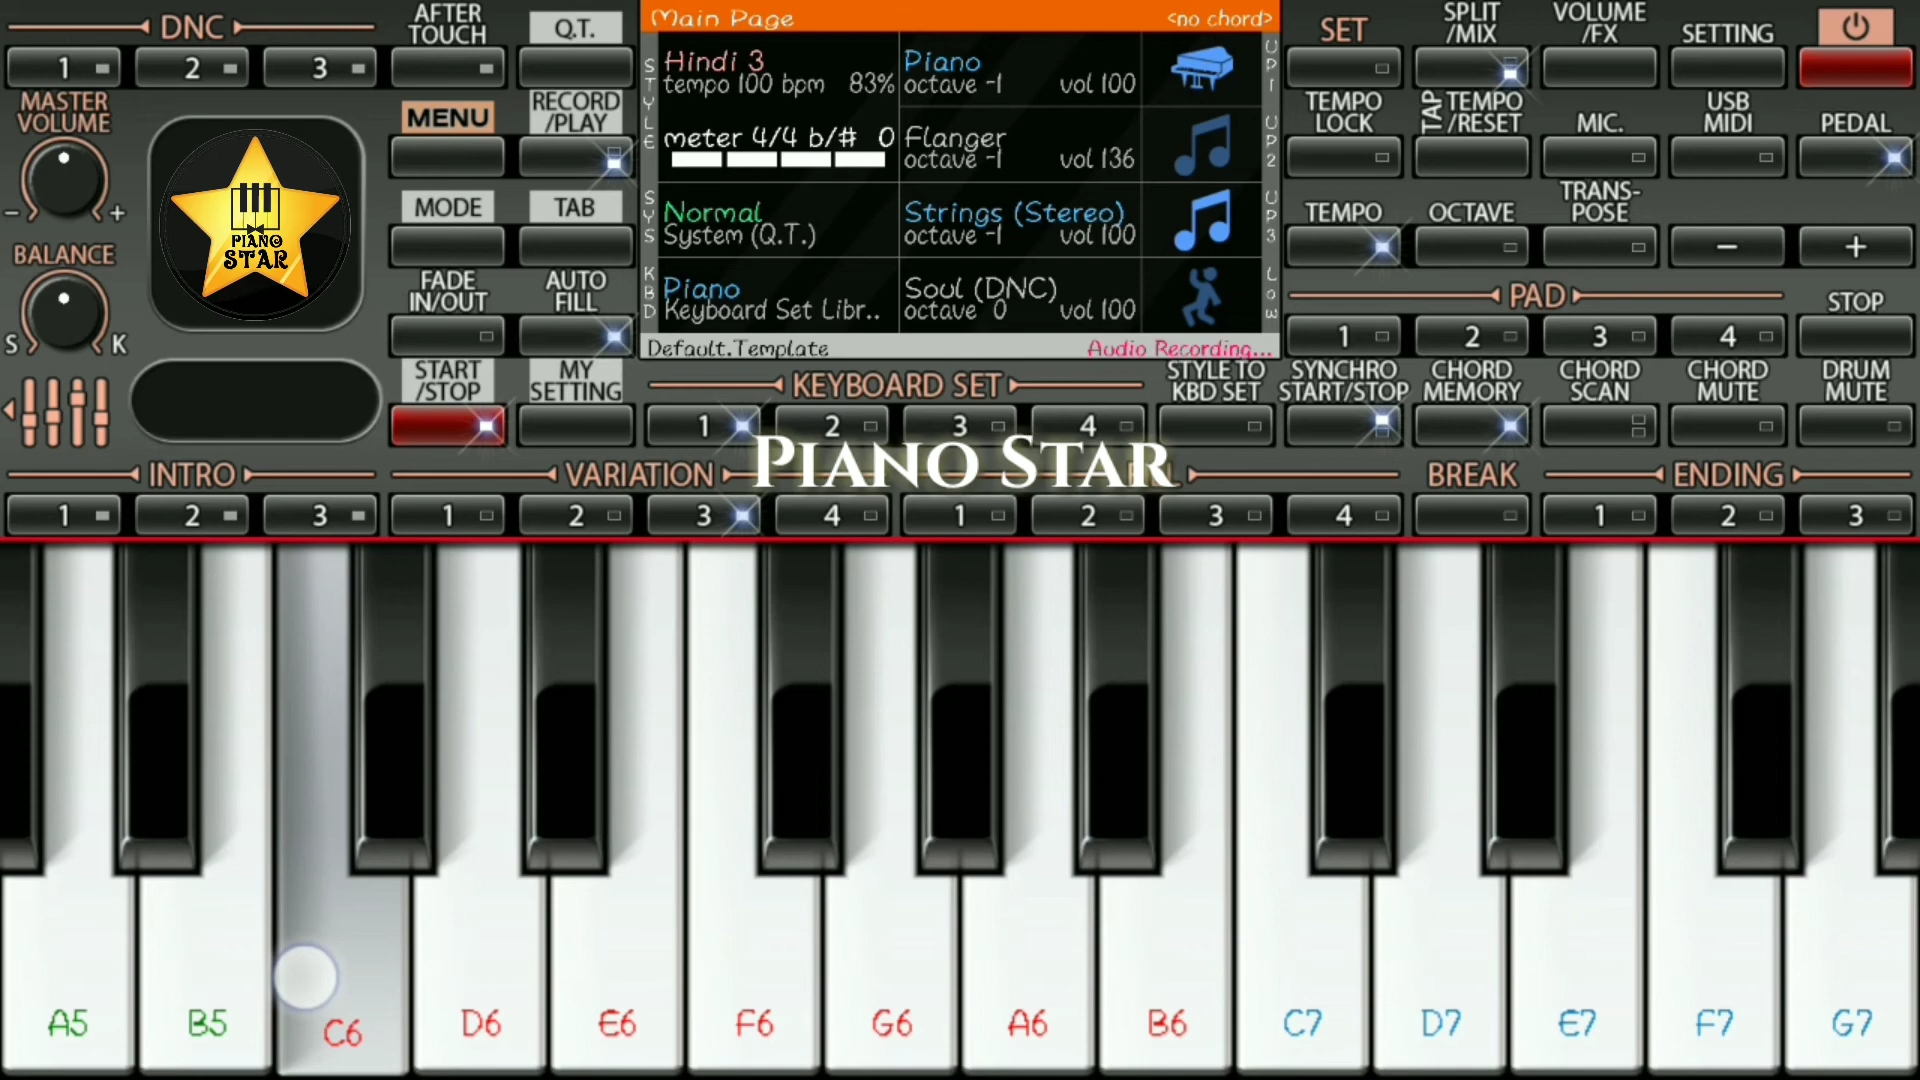 DNC
1 2 3
AFTER
TOUCH
Q.T.
MASTER
VOLUME
- +
PIANO
STAR
MENU
RECORD
/PLAY
MODE
TAB
BALANCE
S K
FADE
IN/OUT
AUTO
FILL
START
/STOP
MY
SETTING
Main Page <no chord>
STYLE
Hindi 3
tempo 100 bpm 83%
meter 4/4 b/# 0
SYS
Normal
System (Q.T.)
KBD
Piano
Keyboard Set Libr..
Piano
octave -1 vol 100
UP1
Flanger
octave -1 vol 136
UP2
Strings (Stereo)
octave -1 vol 100
UP3
Soul (DNC)
octave 0 vol 100
Low
Default.Template Audio Recording...
SET
SPLIT
/MIX
VOLUME
/FX
SETTING
TEMPO
LOCK
TAP
TEMPO
/RESET
MIC.
USB
MIDI
PEDAL
TEMPO
OCTAVE
TRANS-
POSE
- +
PAD
STOP
1 2 3 4
KEYBOARD SET
STYLE TO
KBD SET
SYNCHRO
START/STOP
CHORD
MEMORY
CHORD
SCAN
CHORD
MUTE
DRUM
MUTE
1 2 3 4
Piano Star
INTRO
VARIATION
BREAK
ENDING
1 2 3 1 2 3 4 1 2 3 4 1 2 3
A5 B5 C6 D6 E6 F6 G6 A6 B6 C7 D7 E7 F7 G7